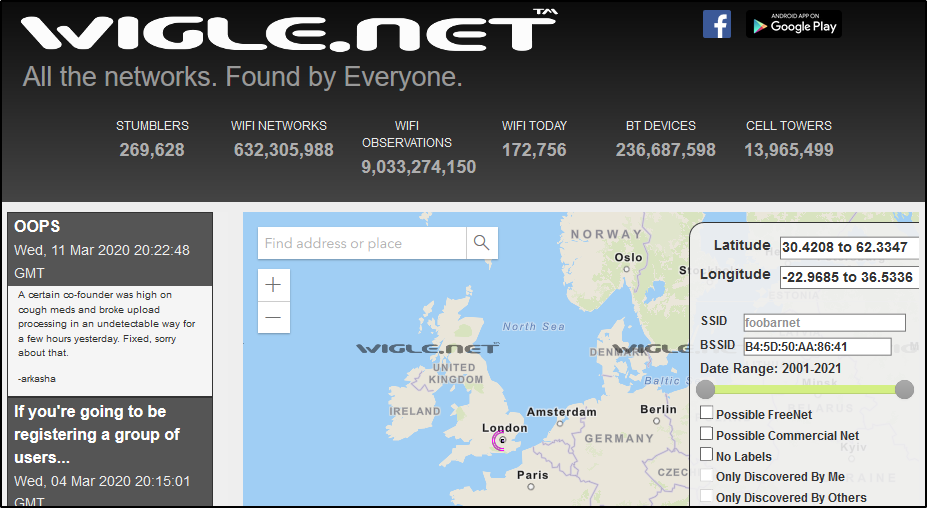 WIGLE.NET™
All the networks. Found by Everyone.
ANDROID APP ON
Google Play
STUMBLERS
269,628
WIFI NETWORKS
632,305,988
WIFI
OBSERVATIONS
9,033,274,150
WIFI TODAY
172,756
BT DEVICES
236,687,598
CELL TOWERS
13,965,499
OOPS
Wed, 11 Mar 2020 20:22:48
GMT
A certain co-founder was high on
cough meds and broke upload
processing in an undetectable way for
a few hours yesterday. Fixed, sorry
about that.
-arkasha
If you're going to be
registering a group of
users...
Wed, 04 Mar 2020 20:15:01
GMT
Find address or place
+
−
NORWAY
Oslo
North Sea
WIGLE.NET
UNITED
KINGDOM
IRELAND
London
Amsterdam
Berlin
GERMANY
Paris
DENMARK
WIGLE.NET
Baltic S
CZEC
Latitude 30.4208 to 62.3347
Longitude -22.9685 to 36.5336
SSID foobarnet
BSSID B4:5D:50:AA:86:41
Date Range: 2001-2021
Minsk
BELARUS
Kyiv
UKRAINE
Possible FreeNet
Possible Commercial Net
No Labels
Only Discovered By Me
Only Discovered By Others